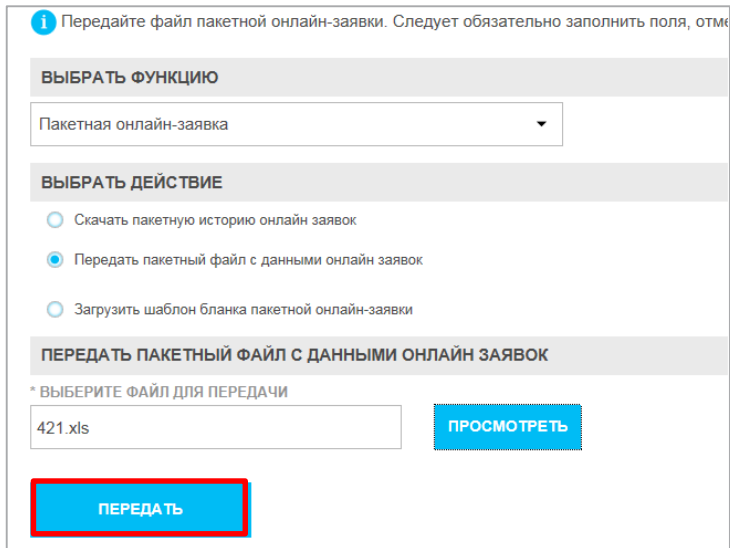 Передайте файл пакетной онлайн-заявки. Следует обязательно заполнить поля, отме
ВЫБРАТЬ ФУНКЦИЮ
Пакетная онлайн-заявка
ВЫБРАТЬ ДЕЙСТВИЕ
Скачать пакетную историю онлайн заявок
Передать пакетный файл с данными онлайн заявок
Загрузить шаблон бланка пакетной онлайн-заявки
ПЕРЕДАТЬ ПАКЕТНЫЙ ФАЙЛ С ДАННЫМИ ОНЛАЙН ЗАЯВОК
* ВЫБЕРИТЕ ФАЙЛ ДЛЯ ПЕРЕДАЧИ
421.xls ПРОСМОТРЕТЬ
ПЕРЕДАТЬ